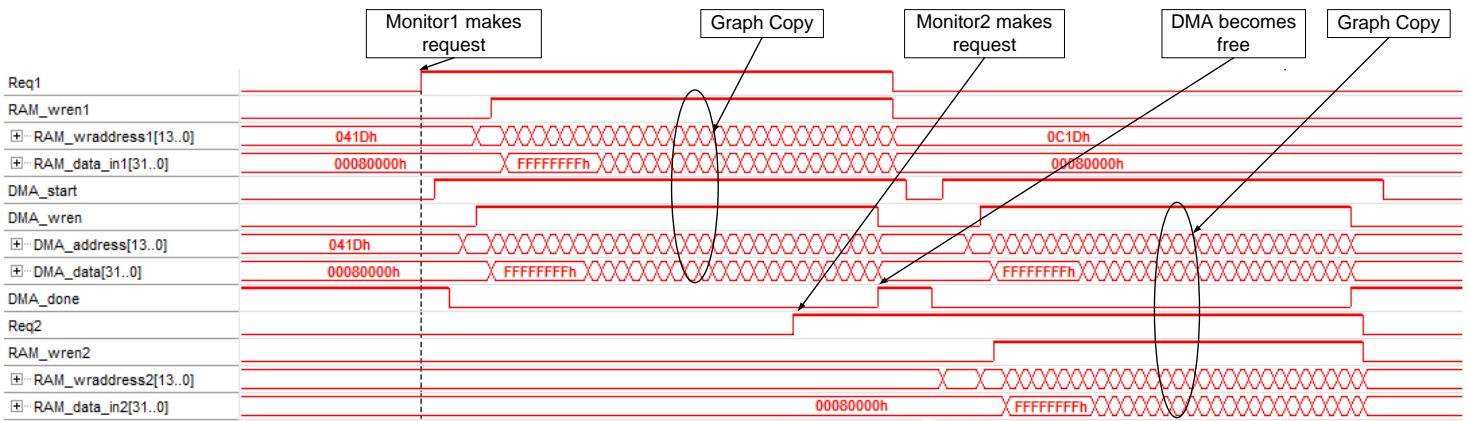 Monitor1 makes
request
Graph Copy
Monitor2 makes
request
DMA becomes
free
Graph Copy
Req1
RAM_wren1
RAM_wraddress1[13..0] 041Dh 0C1Dh
RAM_data_in1[31..0] 00080000h FFFFFFFFh 00080000h
DMA_start
DMA_wren
DMA_address[13..0] 041Dh
DMA_data[31..0] 00080000h FFFFFFFFh FFFFFFFFh
DMA_done
Req2
RAM_wren2
RAM_wraddress2[13..0]
RAM_data_in2[31..0] 00080000h FFFFFFFFh